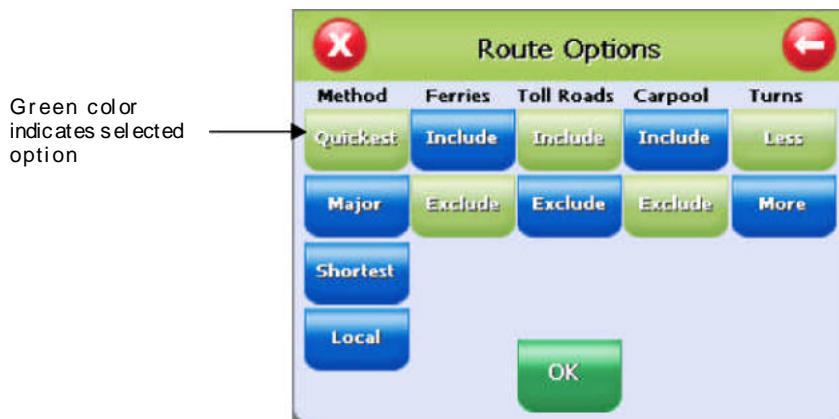 Route Options
Method Ferries Toll Roads Carpool Turns
Green color
indicates selected
option
Quickest Include Include Include Less
Major Exclude Exclude Exclude More
Shortest
Local
OK